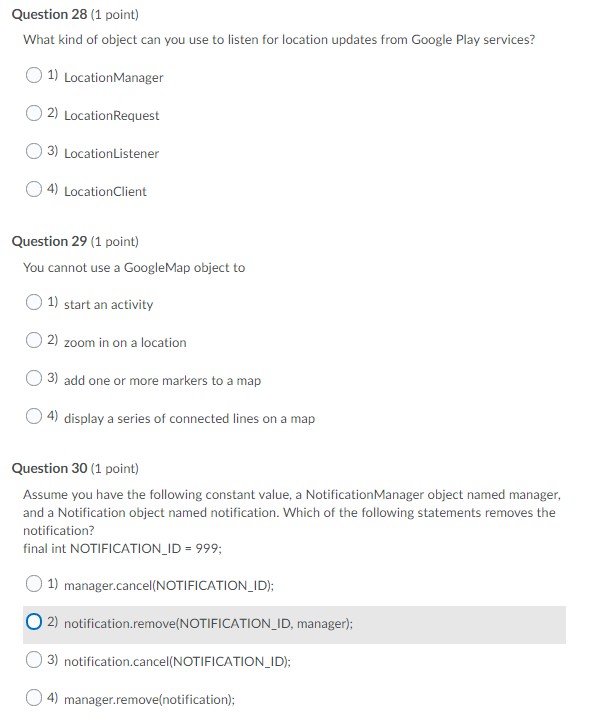 Question 28 (1 point)
What kind of object can you use to listen for location updates from Google Play services?
1) LocationManager
2) LocationRequest
3) LocationListener
4) LocationClient
Question 29 (1 point)
You cannot use a GoogleMap object to
1) start an activity
2) zoom in on a location
3) add one or more markers to a map
4) display a series of connected lines on a map
Question 30 (1 point)
Assume you have the following constant value, a NotificationManager object named manager,
and a Notification object named notification. Which of the following statements removes the
notification?
final int NOTIFICATION_ID = 999;
1) manager.cancel(NOTIFICATION_ID);
2) notification.remove(NOTIFICATION_ID, manager);
3) notification.cancel(NOTIFICATION_ID);
4) manager.remove(notification);